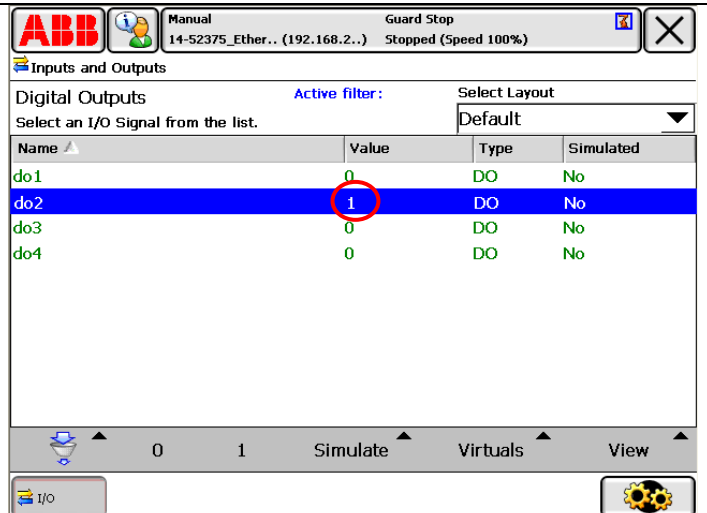 ABB
Manual
14-52375_Ether.. (192.168.2..)
Guard Stop
Stopped (Speed 100%)
Inputs and Outputs
Digital Outputs
Select an I/O Signal from the list.
Active filter:
Select Layout
Default
Name Value Type Simulated
do1 0 DO No
do2 1 DO No
do3 0 DO No
do4 0 DO No
0 1 Simulate Virtuals View
I/O